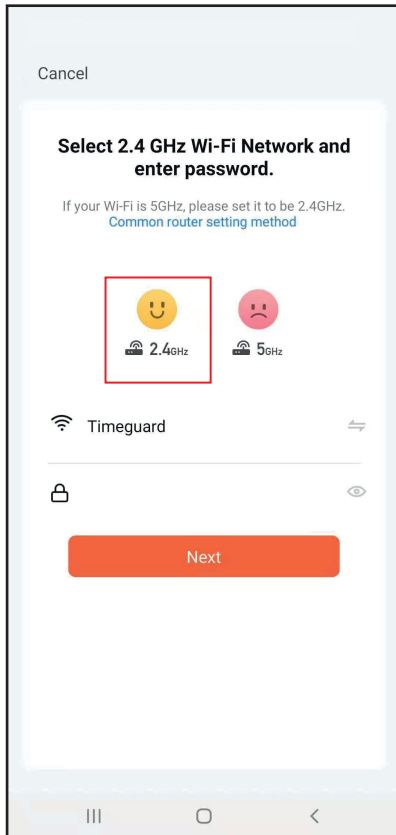 Cancel
Select 2.4 GHz Wi-Fi Network and
enter password.
If your Wi-Fi is 5GHz, please set it to be 2.4GHz.
Common router setting method
2.4GHz 5GHz
Timeguard
Next